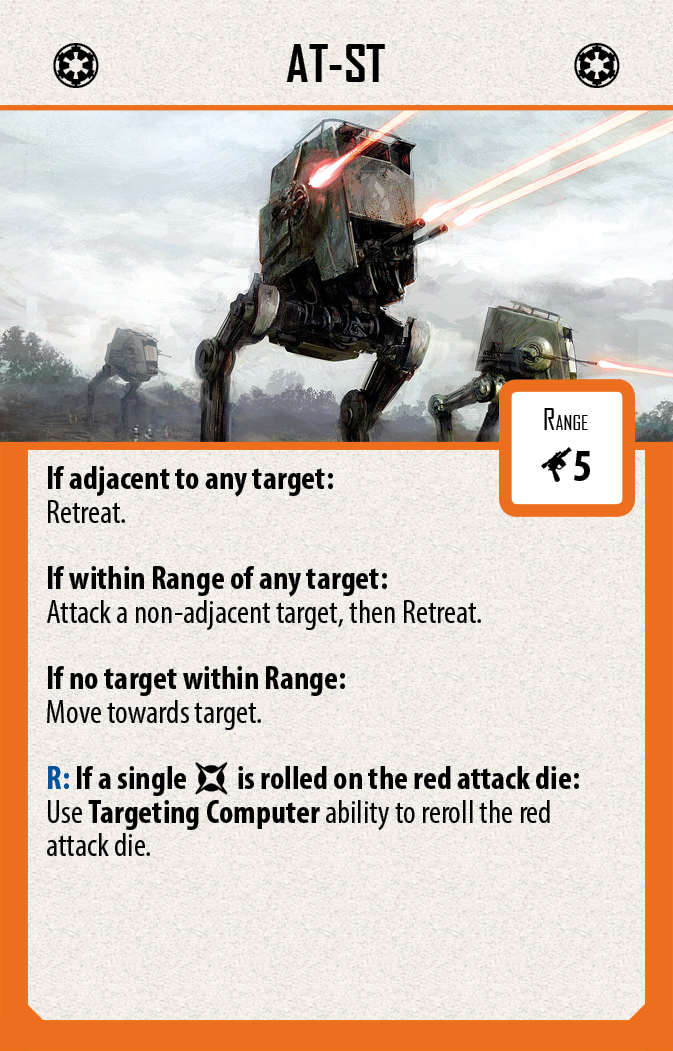 AT-ST
RANGE
5
If adjacent to any target:
Retreat.
If within Range of any target:
Attack a non-adjacent target, then Retreat.
If no target within Range:
Move towards target.
R: If a single is rolled on the red attack die:
Use Targeting Computer ability to reroll the red
attack die.